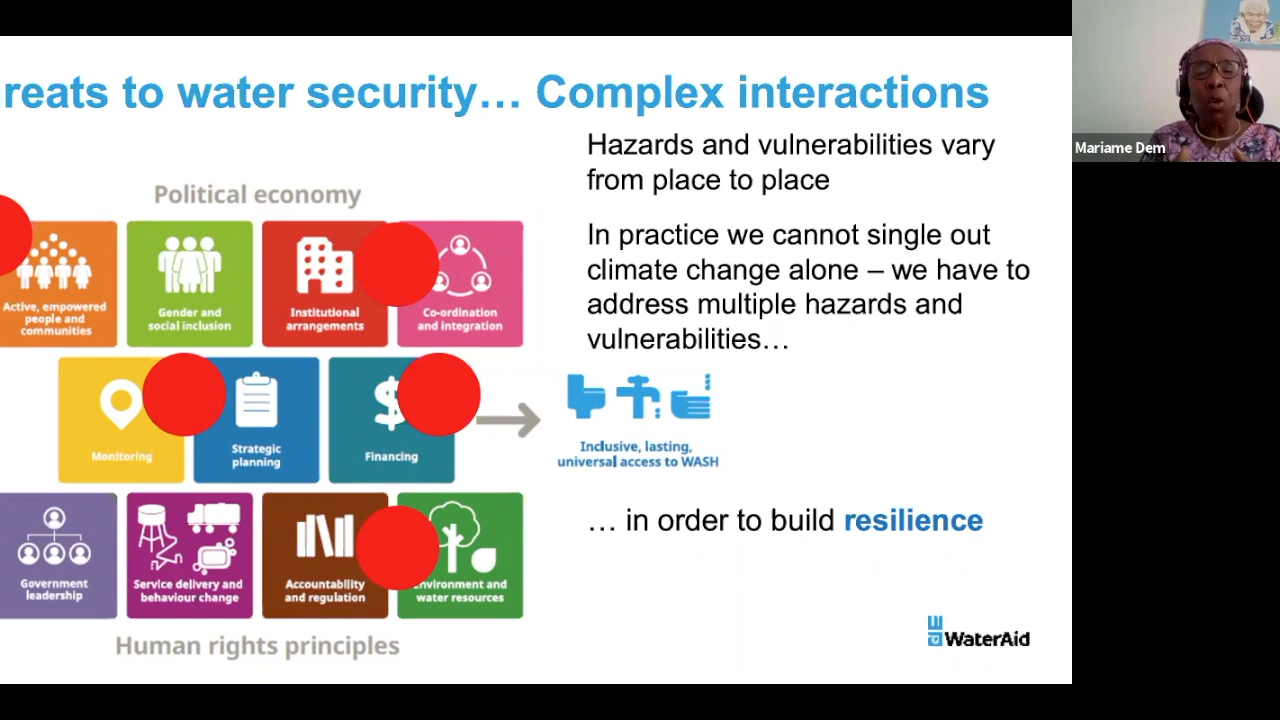 reats to water security… Complex interactions
Hazards and vulnerabilities vary
from place to place
In practice we cannot single out
climate change alone – we have to
address multiple hazards and
vulnerabilities…
Political economy
Active, empowered
people and
communities
Gender and
social inclusion
Institutional
arrangements
Co-ordination
and integration
Monitoring
Strategic
planning
Financing
Inclusive, lasting,
universal access to WASH
Government
leadership
Service delivery and
behaviour change
Accountability
and regulation
nvironment and
water resources
Human rights principles
… in order to build resilience
WaterAid
Mariame Dem